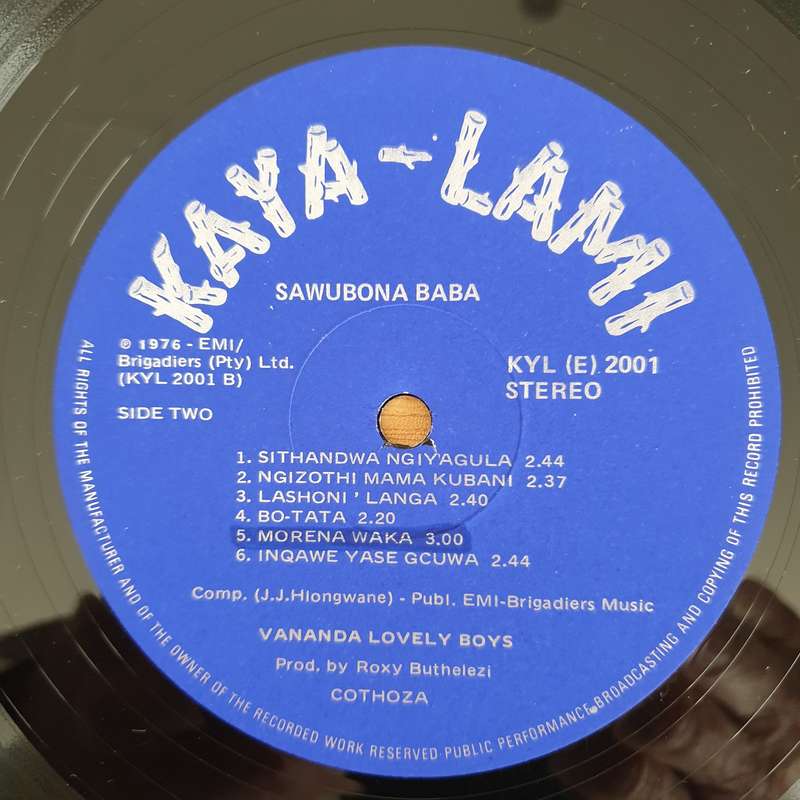 KAYA-LAMI
SAWUBONA BABA
℗ 1976 - EMI/
Brigadiers (Pty) Ltd.
(KYL 2001 B)
KYL (E) 2001
STEREO
SIDE TWO
1. SITHANDWA NGIYAGULA 2.44
2. NGIZOTHI MAMA KUBANI 2.37
3. LASHONI ' LANGA 2.40
4. BO-TATA 2.20
5. MORENA WAKA 3.00
6. INQAWE YASE GCUWA 2.44
Comp. (J.J.Hlongwane) - Publ. EMI-Brigadiers Music
VANANDA LOVELY BOYS
Prod. by Roxy Buthelezi
COTHOZA
ALL RIGHTS OF THE MANUFACTURER AND OF THE OWNER OF THE RECORDED WORK RESERVED·PUBLIC PERFORMANCE, BROADCASTING AND COPYING OF THIS RECORD PROHIBITED